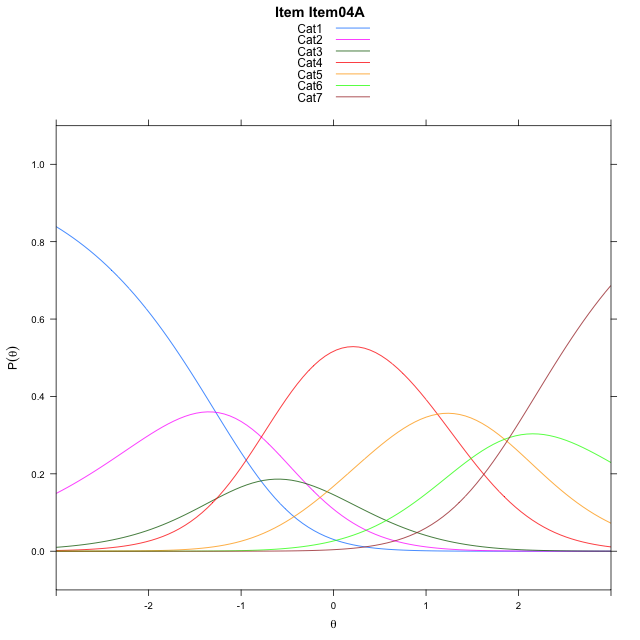 Item Item04A
Cat1
Cat2
Cat3
Cat4
Cat5
Cat6
Cat7
1.0
0.8
0.6
0.4
0.2
0.0
P(θ)
-2 -1 0 1 2
θ